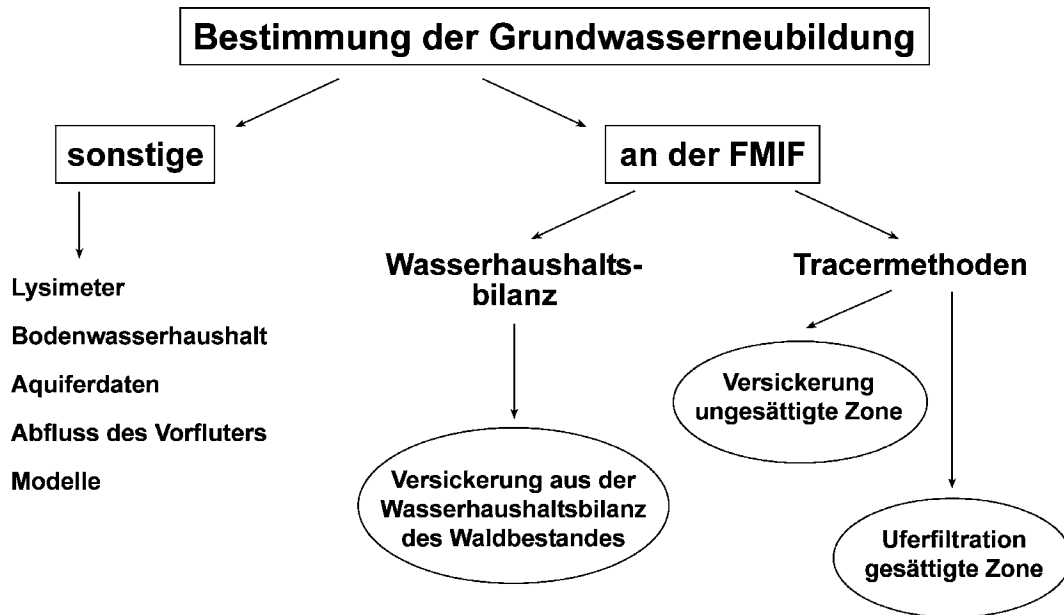 Bestimmung der Grundwasserneubildung
sonstige
an der FMIF
Lysimeter
Bodenwasserhaushalt
Aquiferdaten
Abfluss des Vorfluters
Modelle
Wasserhaushalts-
bilanz
Tracermethoden
Versickerung aus der
Wasserhaushaltsbilanz
des Waldbestandes
Versickerung
ungesättigte Zone
Uferfiltration
gesättigte Zone